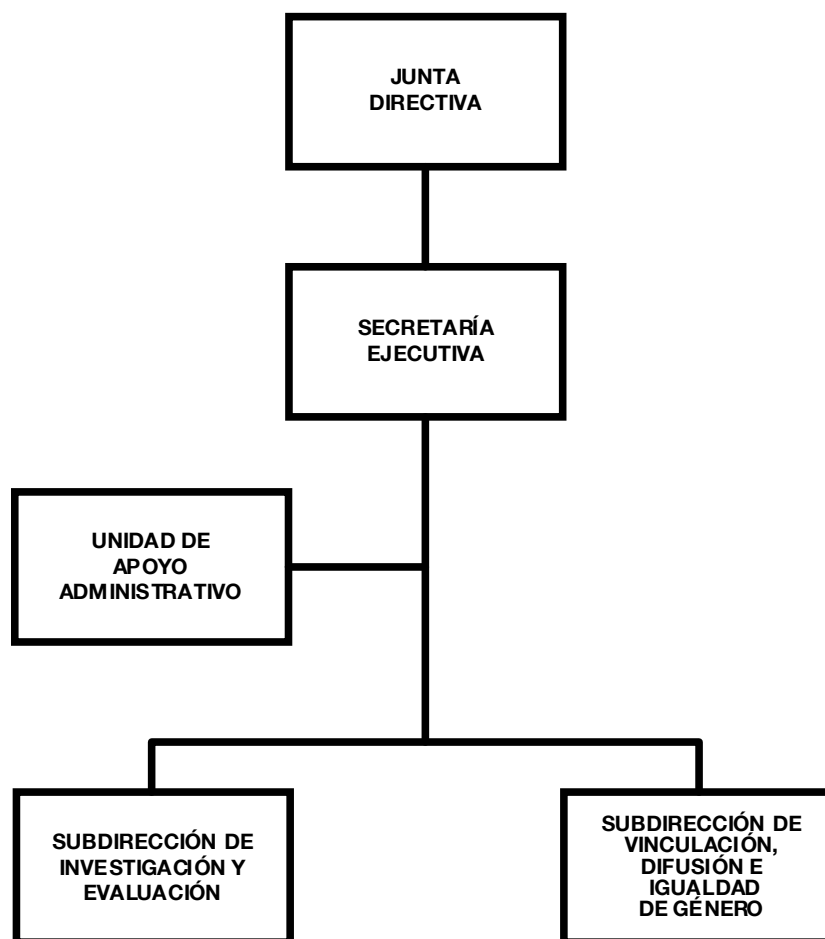 JUNTA
DIRECTIVA
SECRETARÍA
EJECUTIVA
UNIDAD DE
APOYO
ADMINISTRATIVO
SUBDIRECCIÓN DE
INVESTIGACIÓN Y
EVALUACIÓN
SUBDIRECCIÓN DE
VINCULACIÓN,
DIFUSIÓN E
IGUALDAD
DE GÉNERO